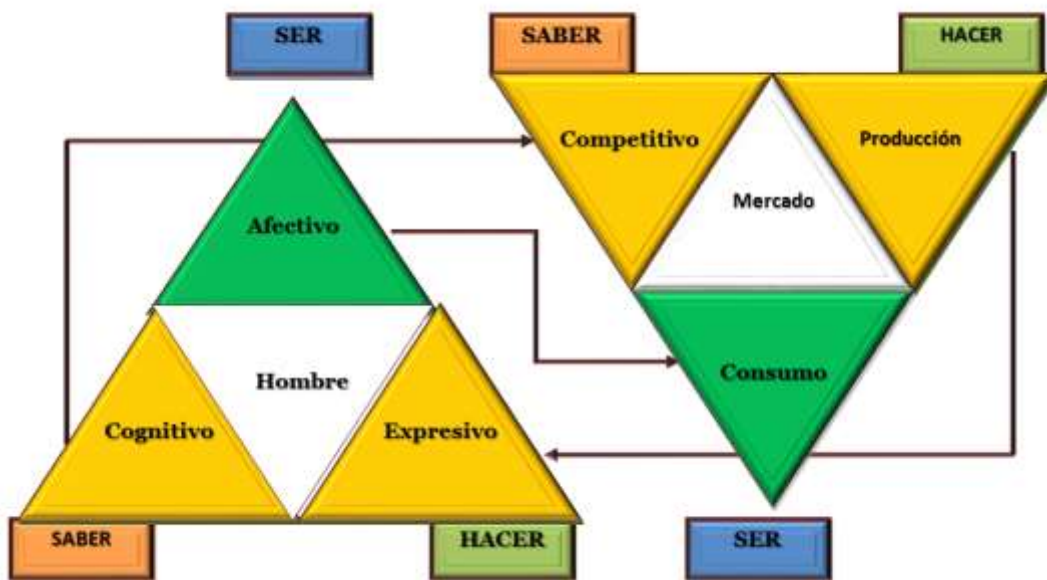 SER
SABER
HACER
Competitivo
Producción
Mercado
Afectivo
Consumo
Hombre
Cognitivo
Expresivo
SABER
HACER
SER